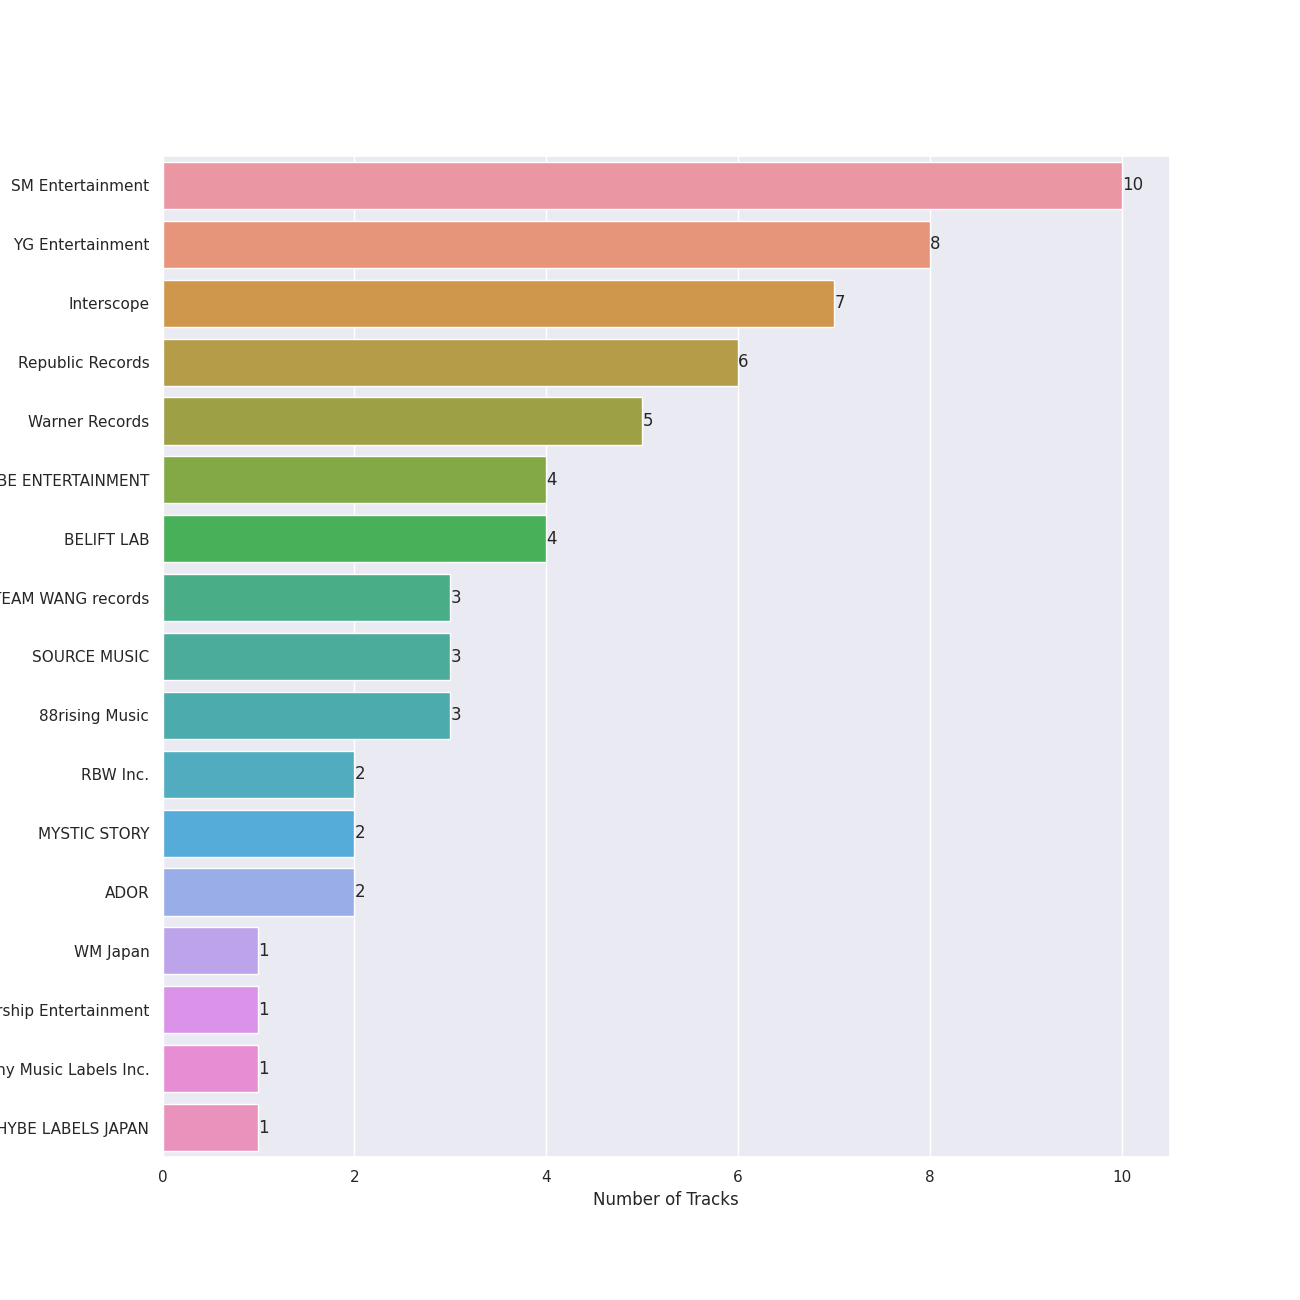 SM Entertainment 10
YG Entertainment 8
Interscope 7
Republic Records 6
Warner Records 5
BE ENTERTAINMENT 4
BELIFT LAB 4
TEAM WANG records 3
SOURCE MUSIC 3
88rising Music 3
RBW Inc. 2
MYSTIC STORY 2
ADOR 2
WM Japan 1
rship Entertainment 1
ny Music Labels Inc. 1
HYBE LABELS JAPAN 1
0 2 4 6 8 10
Number of Tracks